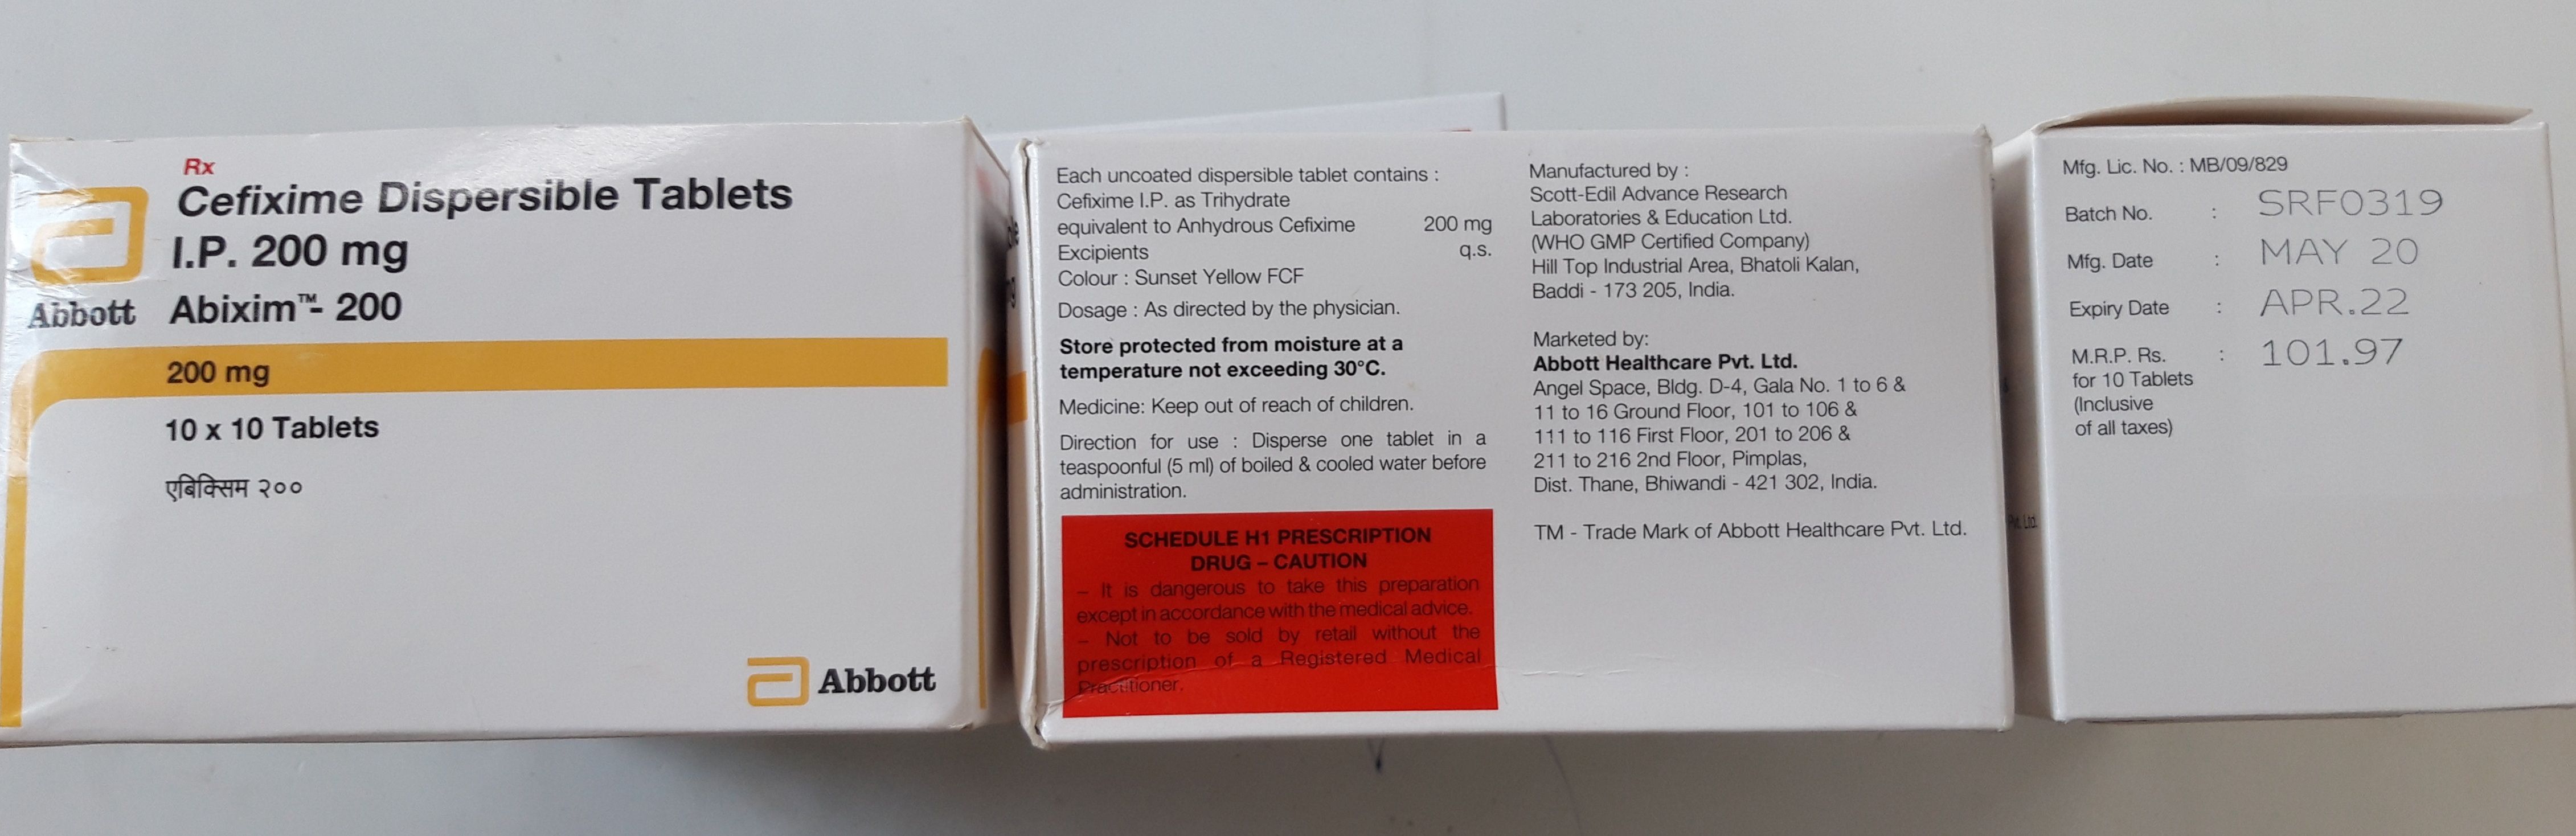 Rx
Cefixime Dispersible Tablets
I.P. 200 mg
Abbott
Abixim™- 200
200 mg
10 x 10 Tablets
एबिक्सिम २००
Abbott
Each uncoated dispersible tablet contains :
Cefixime I.P. as Trihydrate
equivalent to Anhydrous Cefixime 200 mg
Excipients q.s.
Colour : Sunset Yellow FCF
Dosage : As directed by the physician.
Store protected from moisture at a
temperature not exceeding 30°C.
Medicine: Keep out of reach of children.
Direction for use : Disperse one tablet in a
teaspoonful (5 ml) of boiled & cooled water before
administration.
SCHEDULE H1 PRESCRIPTION
DRUG – CAUTION
– It is dangerous to take this preparation
except in accordance with the medical advice.
– Not to be sold by retail without the
prescription of a Registered Medical
Practitioner.
Manufactured by :
Scott-Edil Advance Research
Laboratories & Education Ltd.
(WHO GMP Certified Company)
Hill Top Industrial Area, Bhatoli Kalan,
Baddi - 173 205, India.
Marketed by:
Abbott Healthcare Pvt. Ltd.
Angel Space, Bldg. D-4, Gala No. 1 to 6 &
11 to 16 Ground Floor, 101 to 106 &
111 to 116 First Floor, 201 to 206 &
211 to 216 2nd Floor, Pimplas,
Dist. Thane, Bhiwandi - 421 302, India.
TM - Trade Mark of Abbott Healthcare Pvt. Ltd.
Pvt. Ltd.
Mfg. Lic. No. : MB/09/829
Batch No. : SRF0319
Mfg. Date : MAY 20
Expiry Date : APR.22
M.R.P. Rs. : 101.97
for 10 Tablets
(Inclusive
of all taxes)